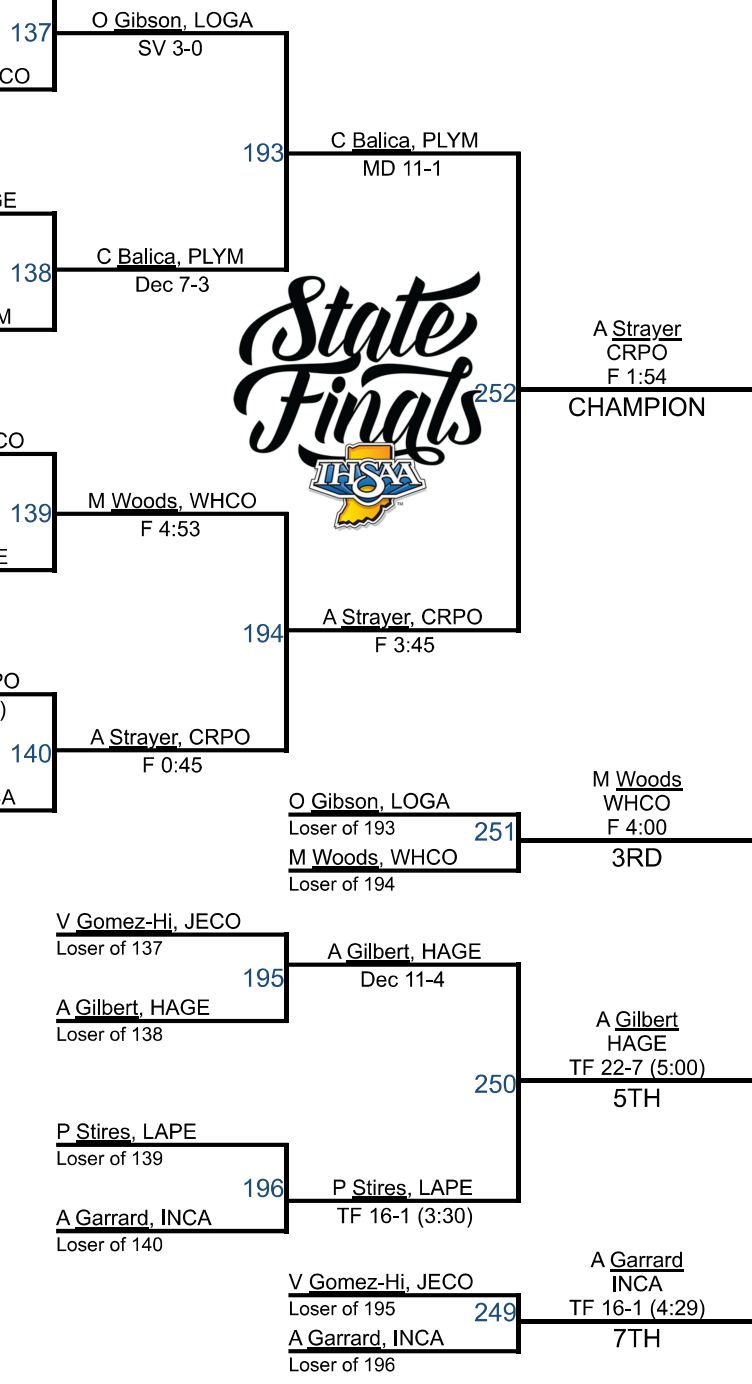 O Gibson, LOGA
137
SV 3-0
CO
C Balica, PLYM
193
MD 11-1
C Balica, PLYM
138
Dec 7-3
State
Finals
IHSAA
TM
A Strayer
CRPO
F 1:54
252
CHAMPION
CO
M Woods, WHCO
139
F 4:53
A Strayer, CRPO
194
F 3:45
PO
)
A Strayer, CRPO
140
F 0:45
M Woods
WHCO
F 4:00
3RD
O Gibson, LOGA
Loser of 193
251
M Woods, WHCO
Loser of 194
V Gomez-Hi, JECO
Loser of 137
195
A Gilbert, HAGE
Dec 11-4
A Gilbert, HAGE
Loser of 138
A Gilbert
HAGE
TF 22-7 (5:00)
250
5TH
P Stires, LAPE
Loser of 139
196
P Stires, LAPE
TF 16-1 (3:30)
A Garrard, INCA
Loser of 140
A Garrard
INCA
TF 16-1 (4:29)
7TH
V Gomez-Hi, JECO
Loser of 195
249
A Garrard, INCA
Loser of 196